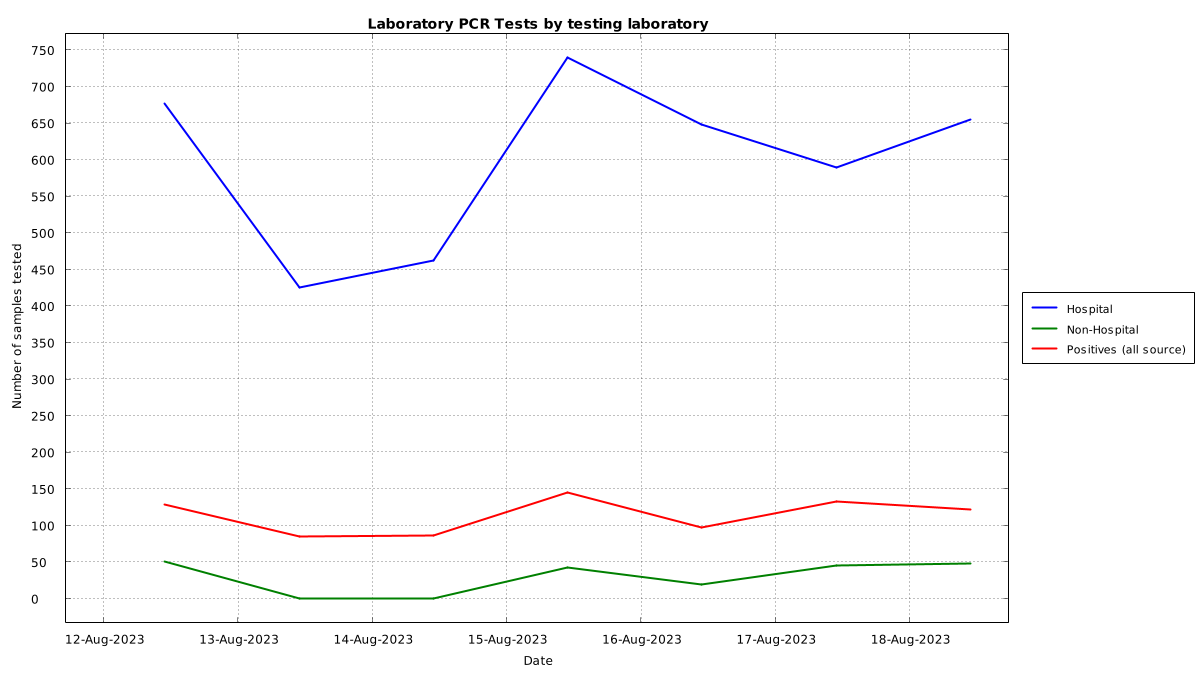 Laboratory PCR Tests by testing laboratory
750
700
650
600
550
500
450
400
350
300
250
200
150
100
50
0
Number of samples tested
12-Aug-2023 13-Aug-2023 14-Aug-2023 15-Aug-2023 16-Aug-2023 17-Aug-2023 18-Aug-2023
Date
Hospital
Non-Hospital
Positives (all source)